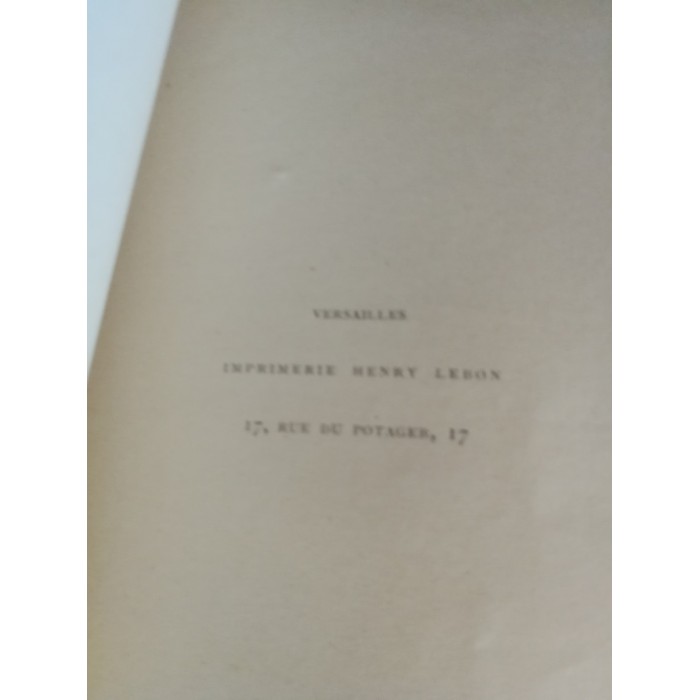 VERSAILLES
IMPRIMERIE HENRY LEBON
17, RUE DU POTAGER, 17